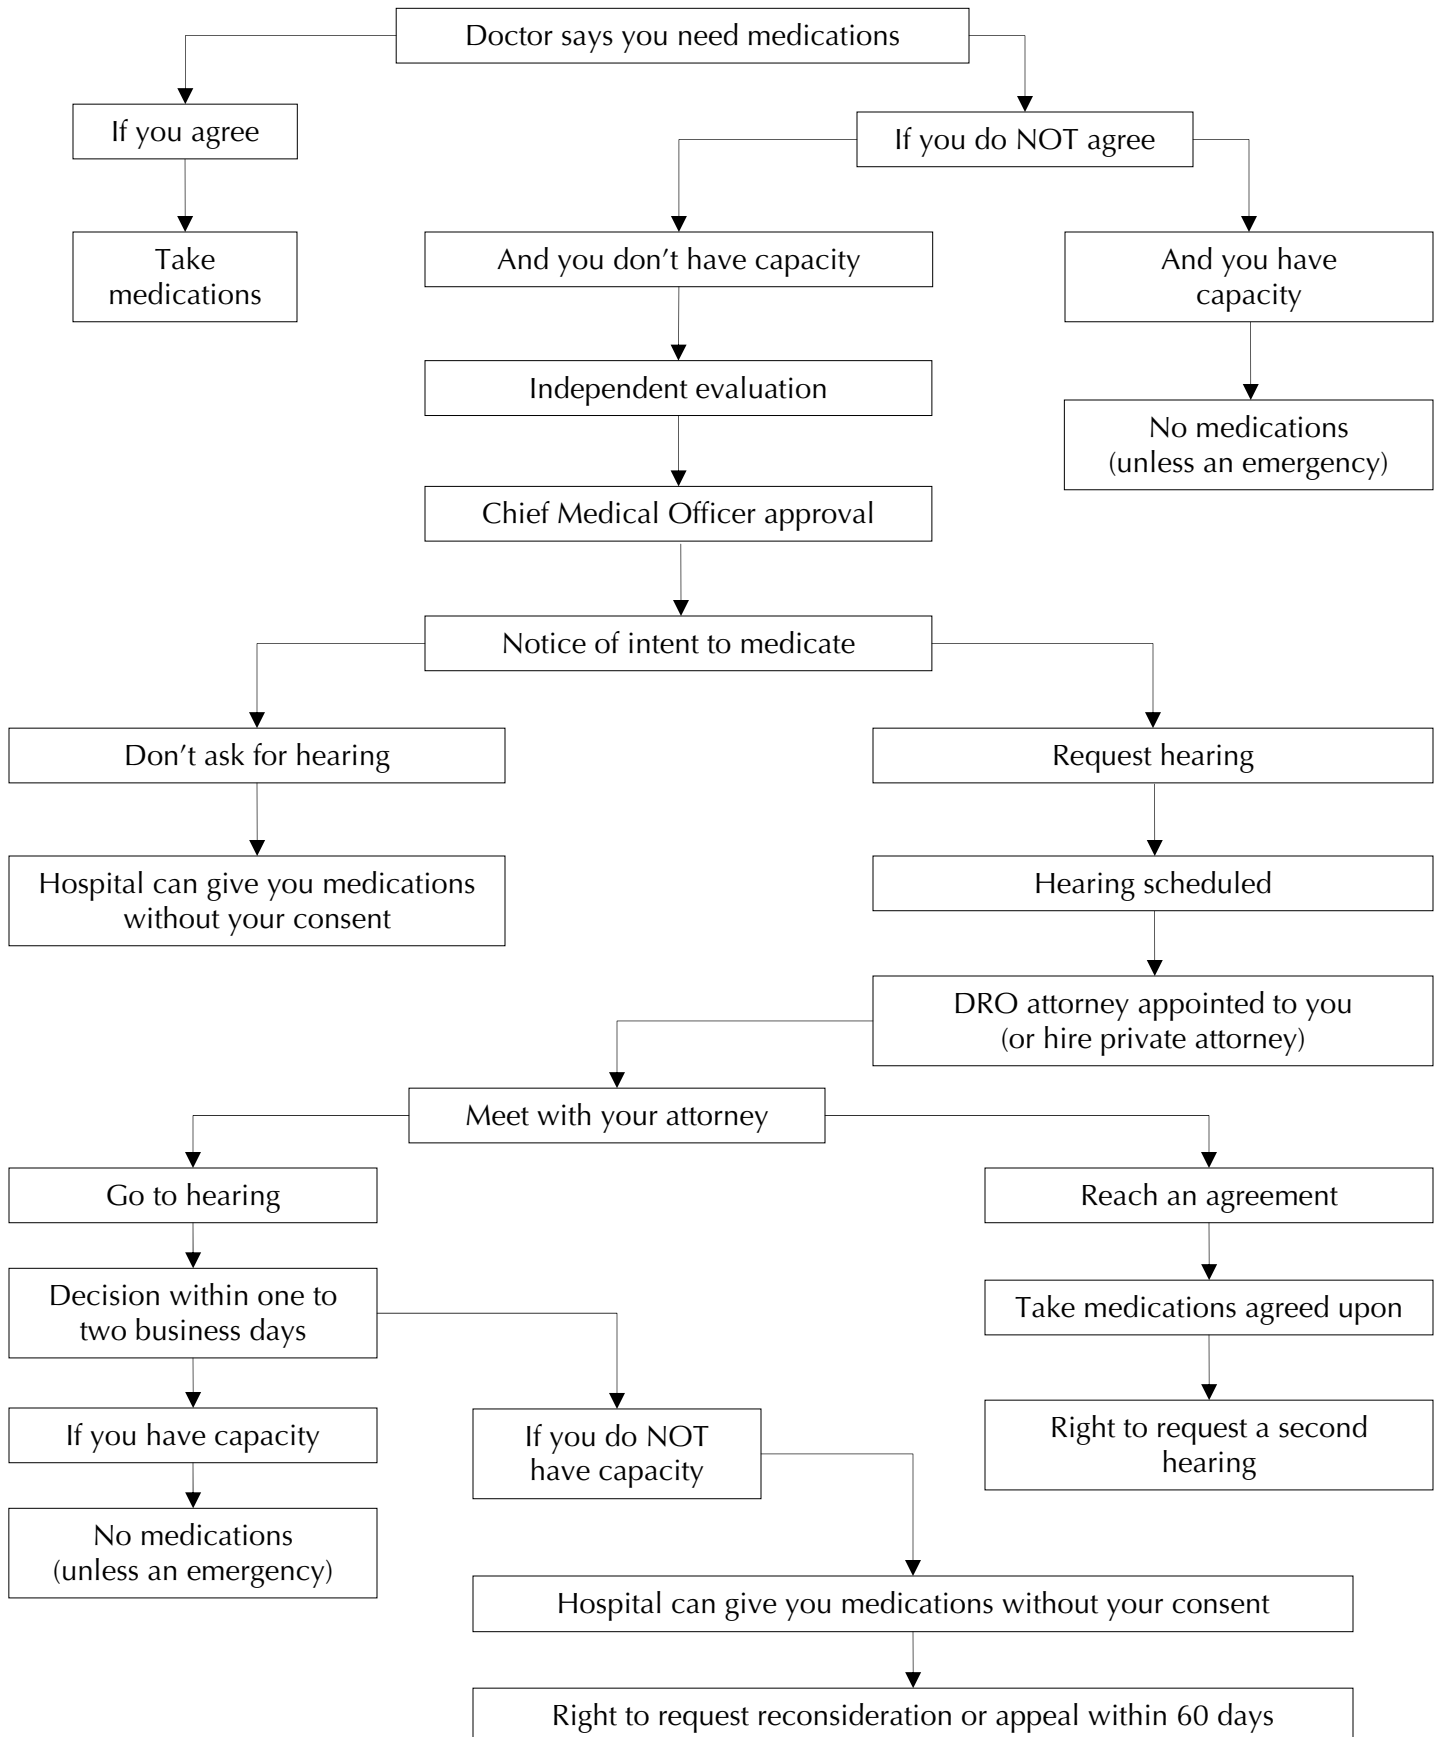 Doctor says you need medications
If you agree
If you do NOT agree
Take
medications
And you don’t have capacity
And you have
capacity
Independent evaluation
No medications
(unless an emergency)
Chief Medical Officer approval
Notice of intent to medicate
Don’t ask for hearing
Request hearing
Hospital can give you medications
without your consent
Hearing scheduled
DRO attorney appointed to you
(or hire private attorney)
Meet with your attorney
Go to hearing
Reach an agreement
Decision within one to
two business days
Take medications agreed upon
If you have capacity
If you do NOT
have capacity
Right to request a second
hearing
No medications
(unless an emergency)
Hospital can give you medications without your consent
Right to request reconsideration or appeal within 60 days